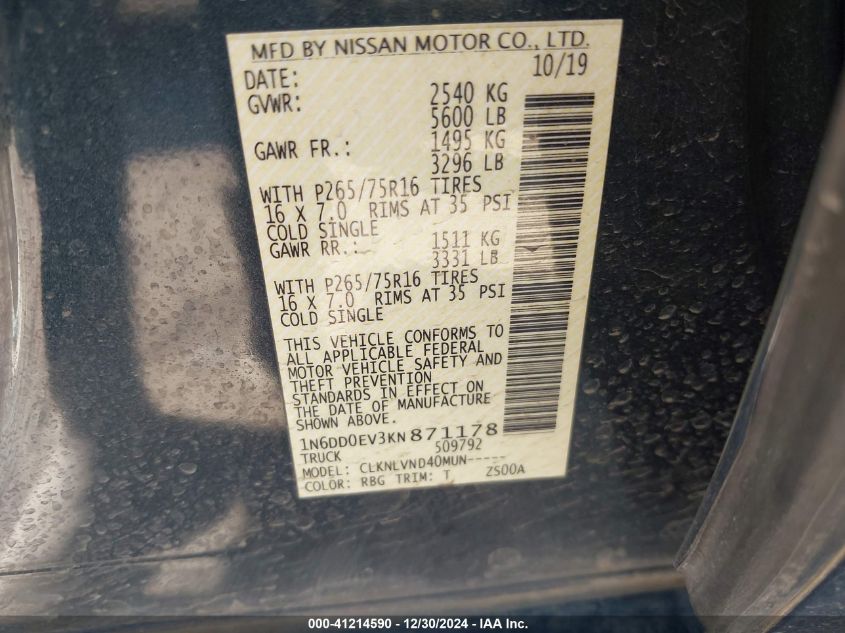 MFD BY NISSAN MOTOR CO., LTD.
DATE: 10/19
GVWR: 2540 KG
5600 LB
GAWR FR.: 1495 KG
3296 LB
WITH P265/75R16 TIRES
16 X 7.0 RIMS AT 35 PSI
COLD SINGLE
GAWR RR.: 1511 KG
3331 LB
WITH P265/75R16 TIRES
16 X 7.0 RIMS AT 35 PSI
COLD SINGLE
THIS VEHICLE CONFORMS TO
ALL APPLICABLE FEDERAL
MOTOR VEHICLE SAFETY AND
THEFT PREVENTION
STANDARDS IN EFFECT ON
THE DATE OF MANUFACTURE
SHOWN ABOVE.
1N6DD0EV3KN871178
TRUCK 509792
MODEL: CLKNLVND40MUN-----
COLOR: RBG TRIM: T ZS00A
000-41214590 - 12/30/2024 - IAA Inc.